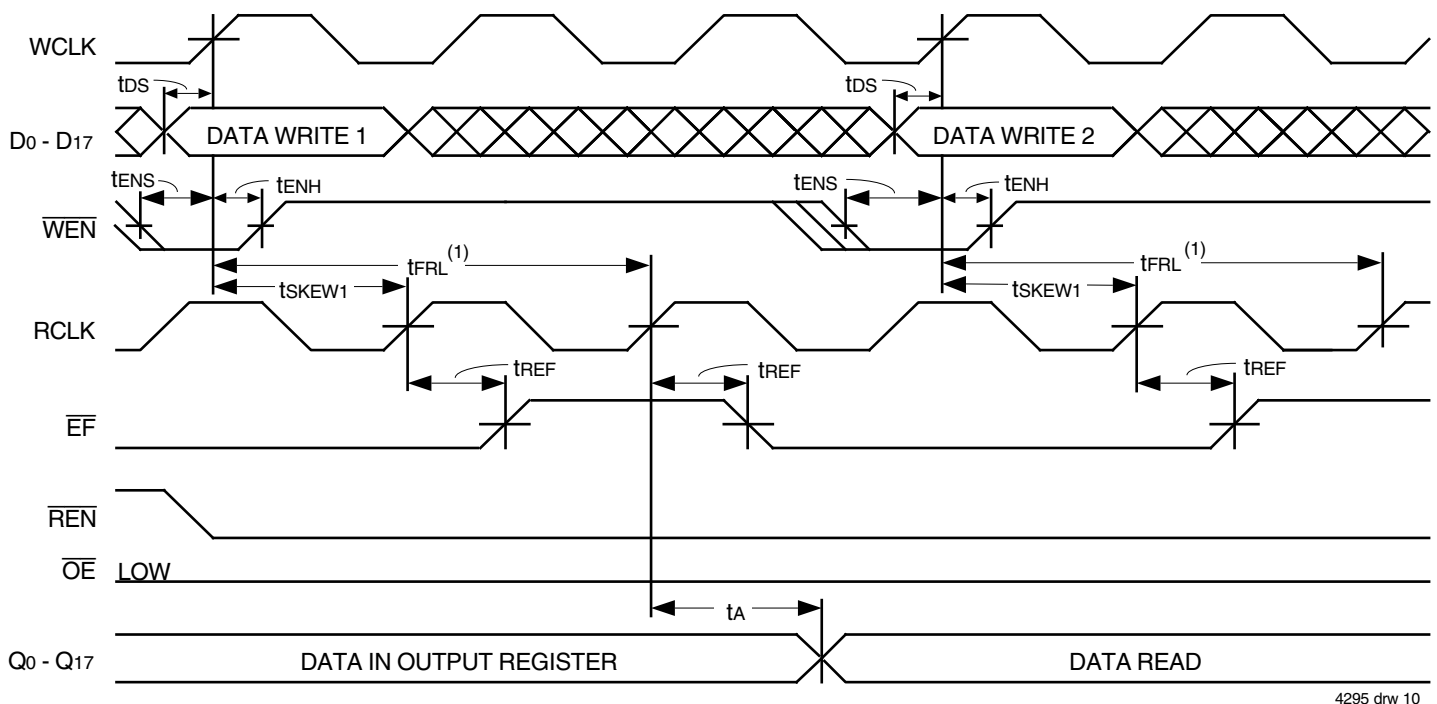 WCLK
tDS
tDS
D0 - D17
DATA WRITE 1
DATA WRITE 2
tENS
tENH
tENS
tENH
WEN
tFRL(1)
tFRL(1)
tSKEW1
tSKEW1
RCLK
tREF
tREF
tREF
EF
REN
OE
LOW
tA
Q0 - Q17
DATA IN OUTPUT REGISTER
DATA READ
4295 drw 10